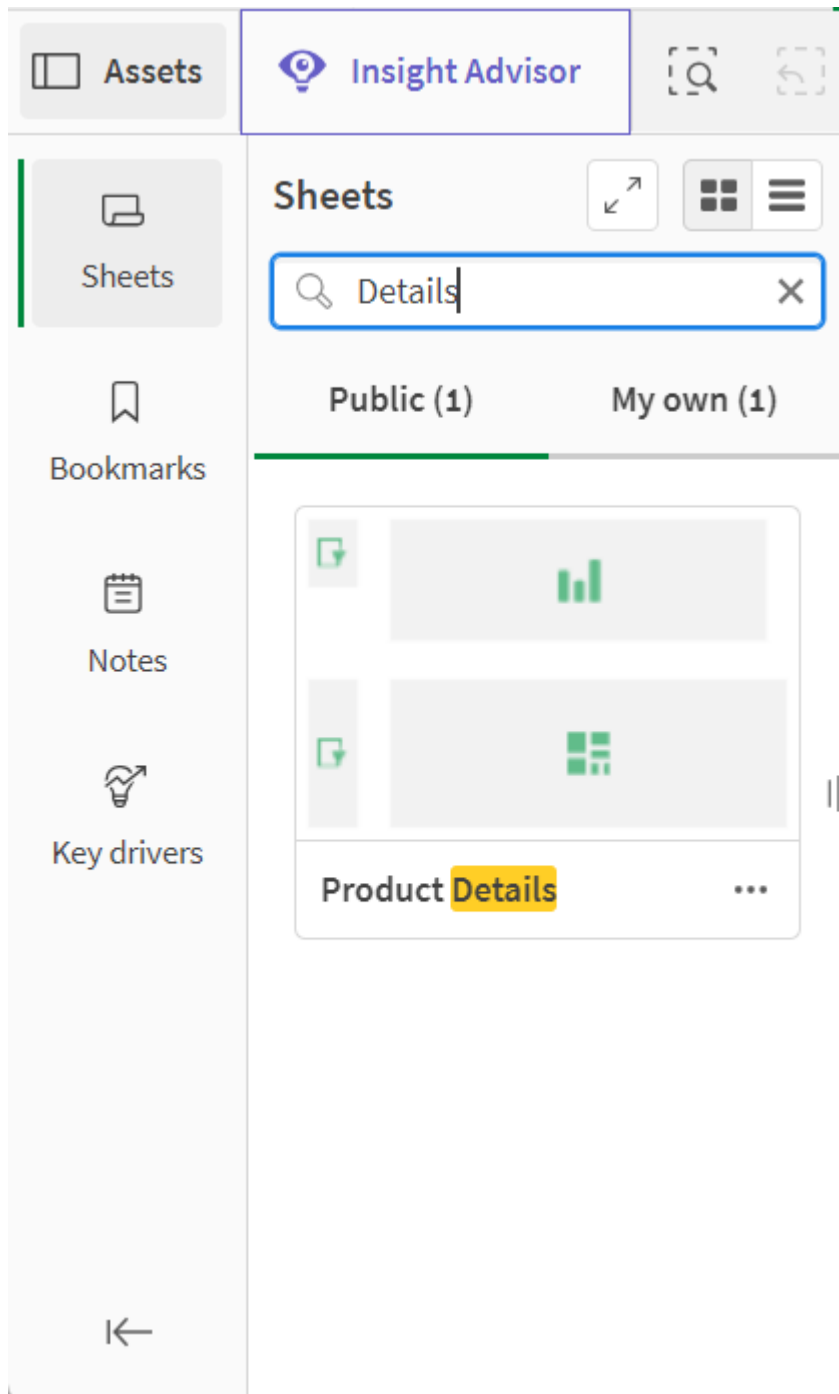 Assets
Insight Advisor
Sheets
Sheets
Details
Public (1)
My own (1)
Bookmarks
Notes
Key drivers
Product Details